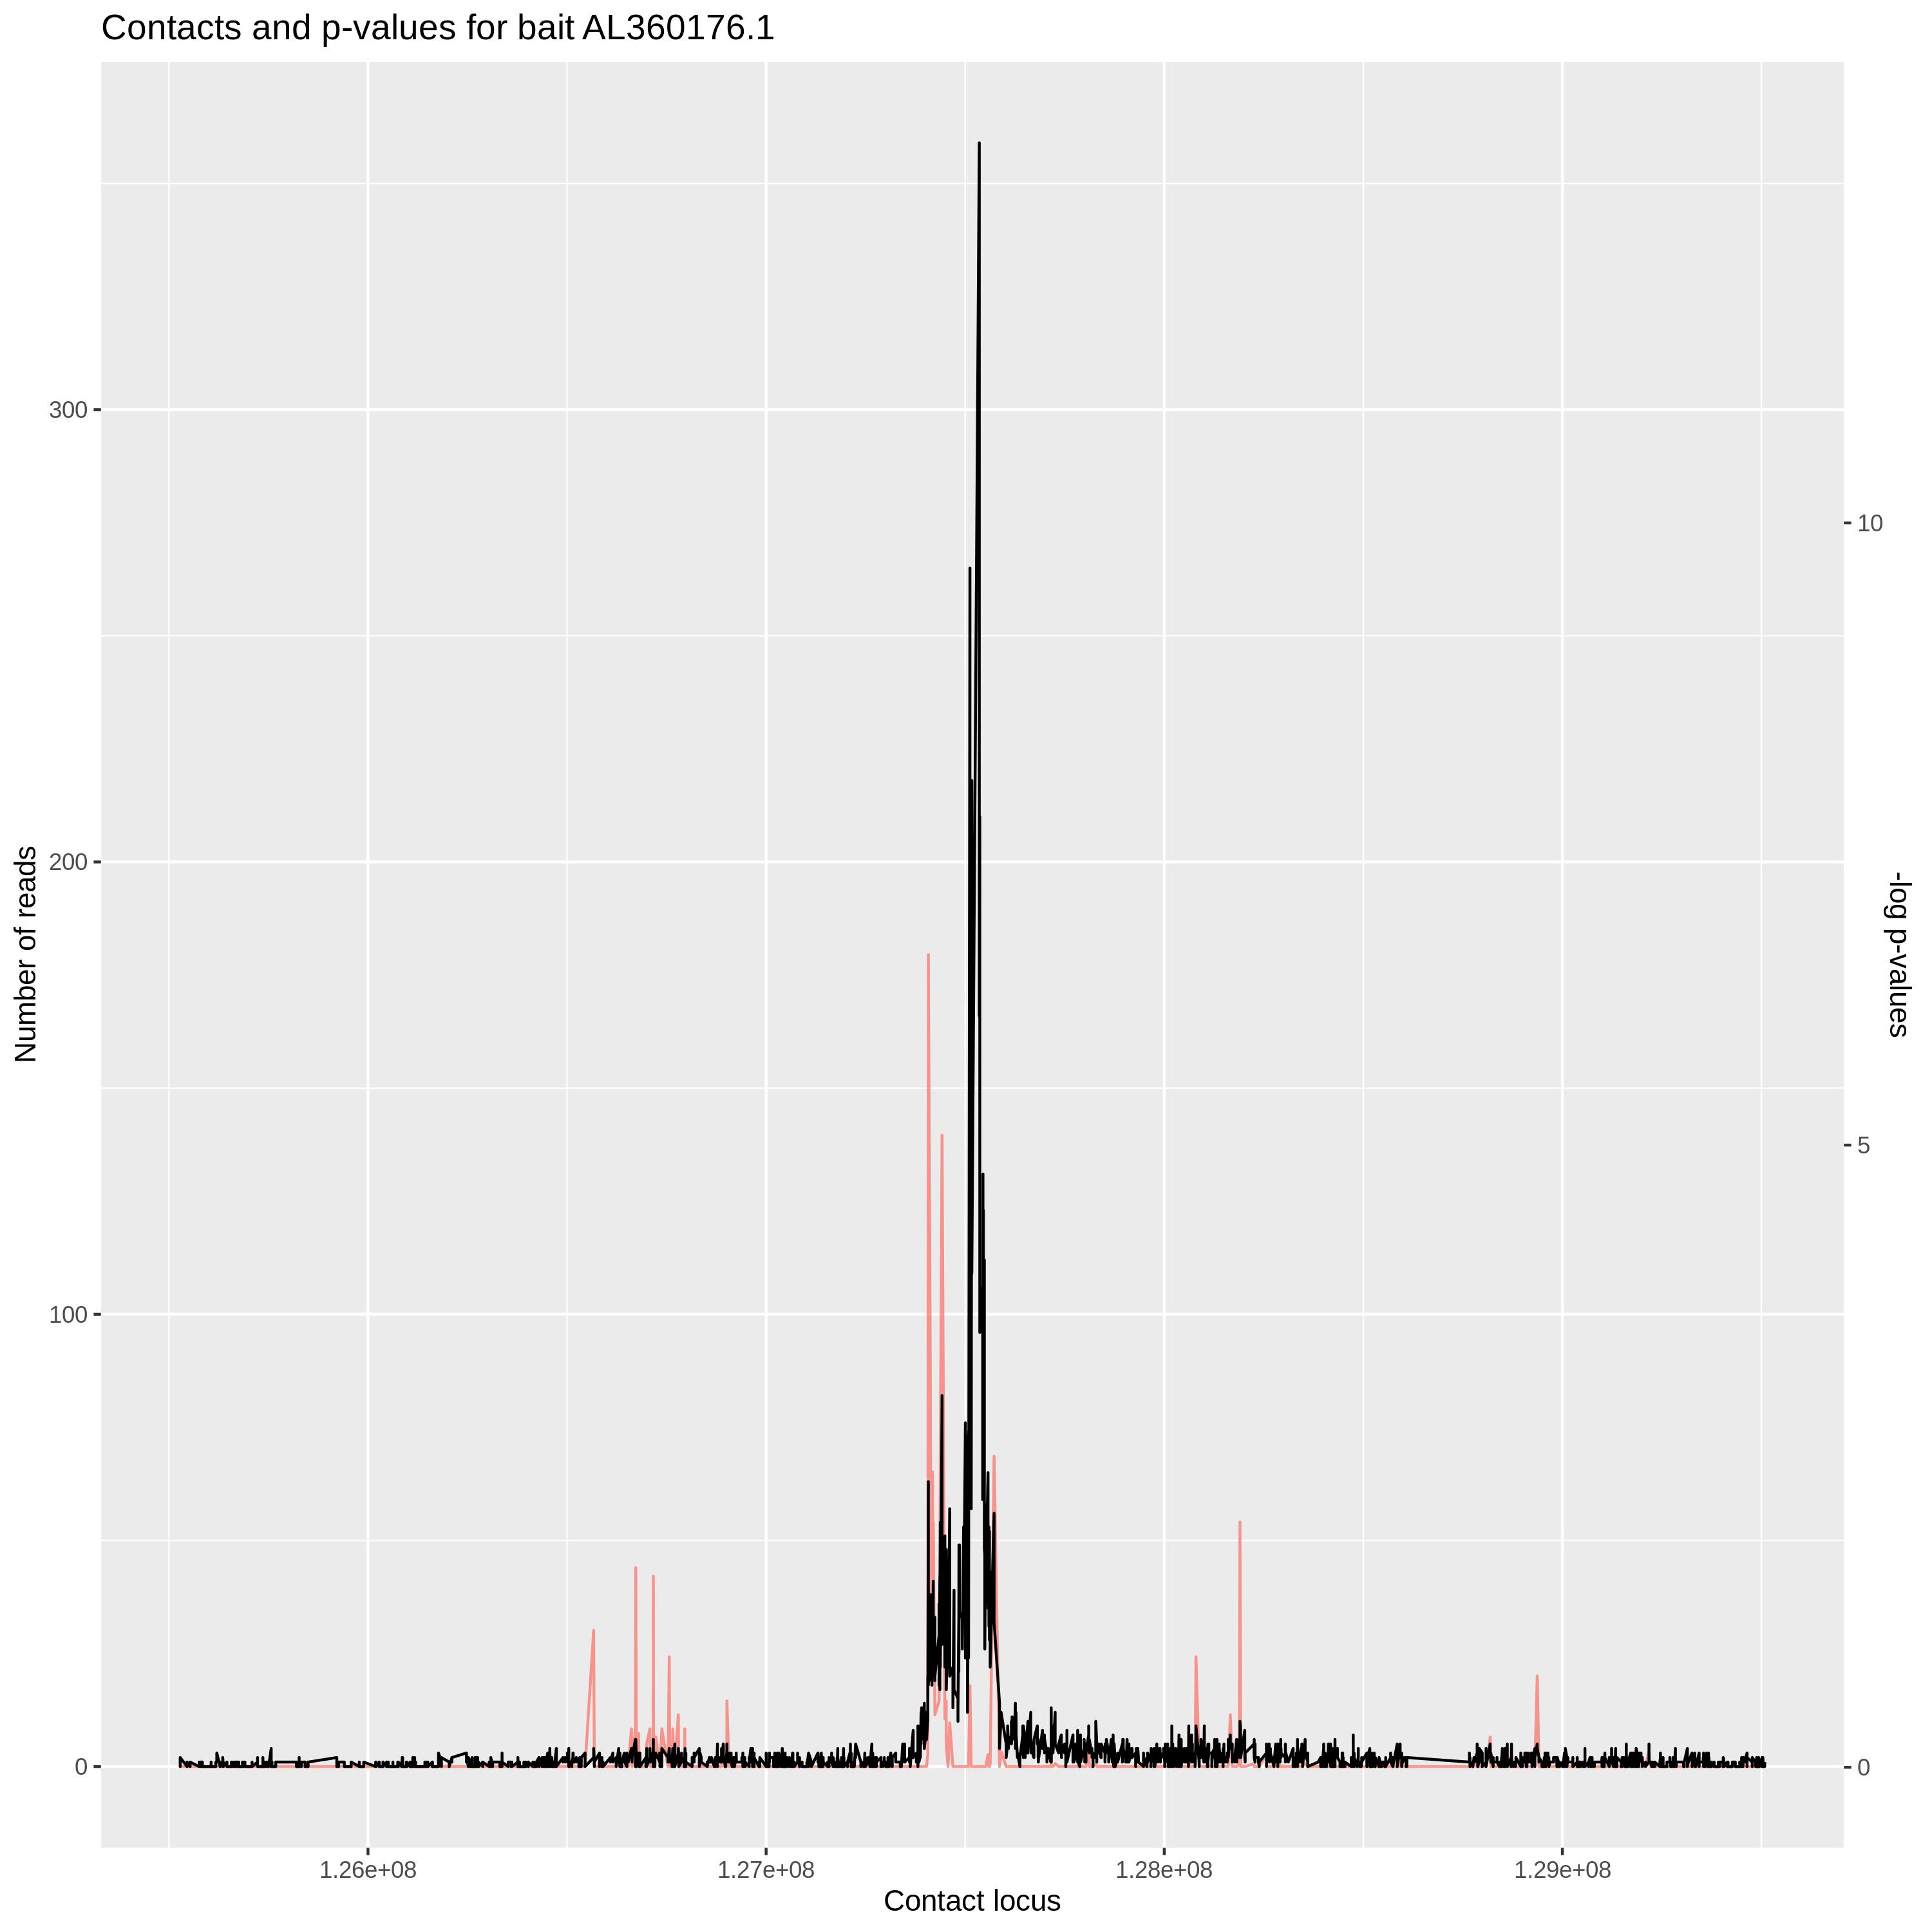 Contacts and p-values for bait AL360176.1
Number of reads
300
200
100
0
10
5
0
-log p-values
1.26e+08
1.27e+08
1.28e+08
1.29e+08
Contact locus